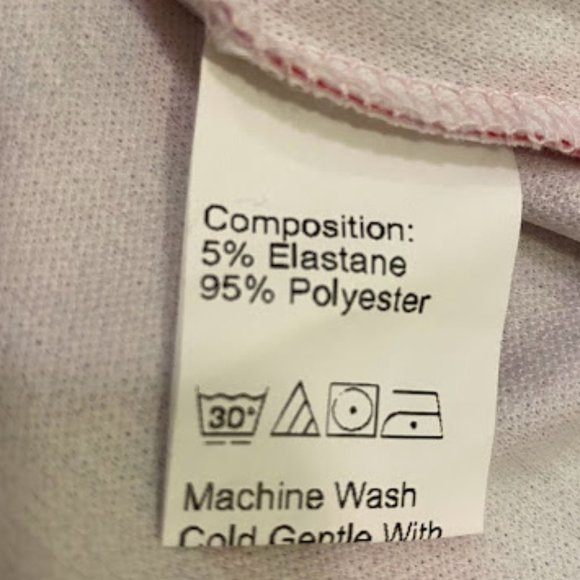 Composition:
5% Elastane
95% Polyester
30°
Machine Wash
Cold Gentle With